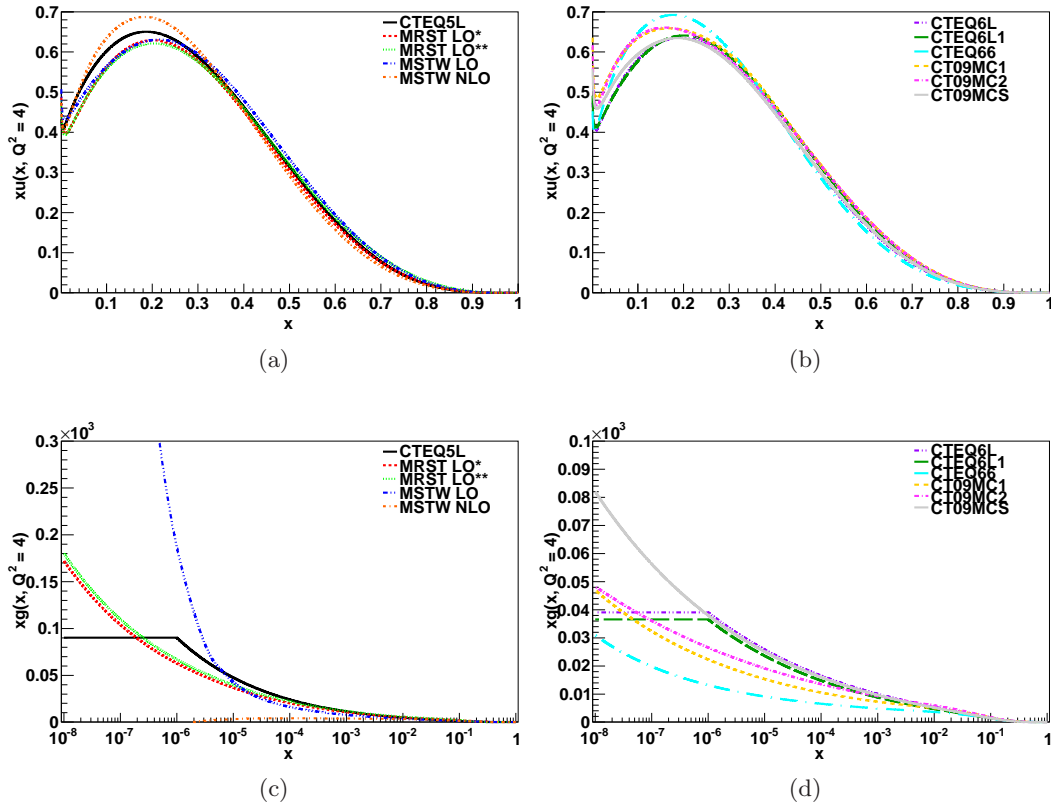 xu(x, Q² = 4)
0.7
0.6
0.5
0.4
0.3
0.2
0.1
0
CTEQ5L
MRST LO*
MRST LO**
MSTW LO
MSTW NLO
0.1 0.2 0.3 0.4 0.5 0.6 0.7 0.8 0.9 1
x
(a)
xu(x, Q² = 4)
0.7
0.6
0.5
0.4
0.3
0.2
0.1
0
CTEQ6L
CTEQ6L1
CTEQ66
CT09MC1
CT09MC2
CT09MCS
0.1 0.2 0.3 0.4 0.5 0.6 0.7 0.8 0.9 1
x
(b)
xg(x, Q² = 4)
×10³
0.3
0.25
0.2
0.15
0.1
0.05
0
CTEQ5L
MRST LO*
MRST LO**
MSTW LO
MSTW NLO
10⁻⁸ 10⁻⁷ 10⁻⁶ 10⁻⁵ 10⁻⁴ 10⁻³ 10⁻² 10⁻¹ 1
x
(c)
xg(x, Q² = 4)
×10³
0.1
0.09
0.08
0.07
0.06
0.05
0.04
0.03
0.02
0.01
0
CTEQ6L
CTEQ6L1
CTEQ66
CT09MC1
CT09MC2
CT09MCS
10⁻⁸ 10⁻⁷ 10⁻⁶ 10⁻⁵ 10⁻⁴ 10⁻³ 10⁻² 10⁻¹ 1
x
(d)